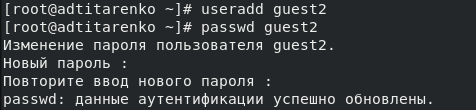 [root@adtitarenko ~]# useradd guest2
[root@adtitarenko ~]# passwd guest2
Изменение пароля пользователя guest2.
Новый пароль :
Повторите ввод нового пароля :
passwd: данные аутентификации успешно обновлены.